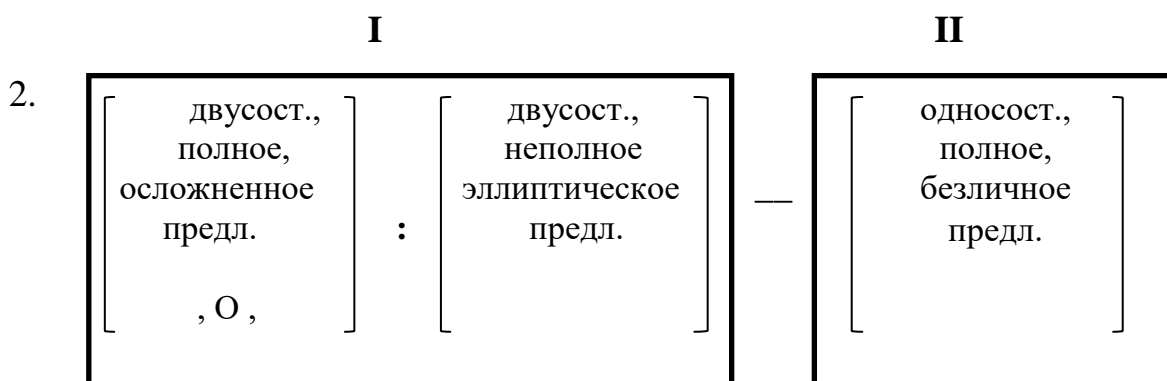 I II
2.
двусост., двусост., односост.,
полное, неполное полное,
осложненное эллиптическое безличное
предл. : предл. — предл.
, О ,